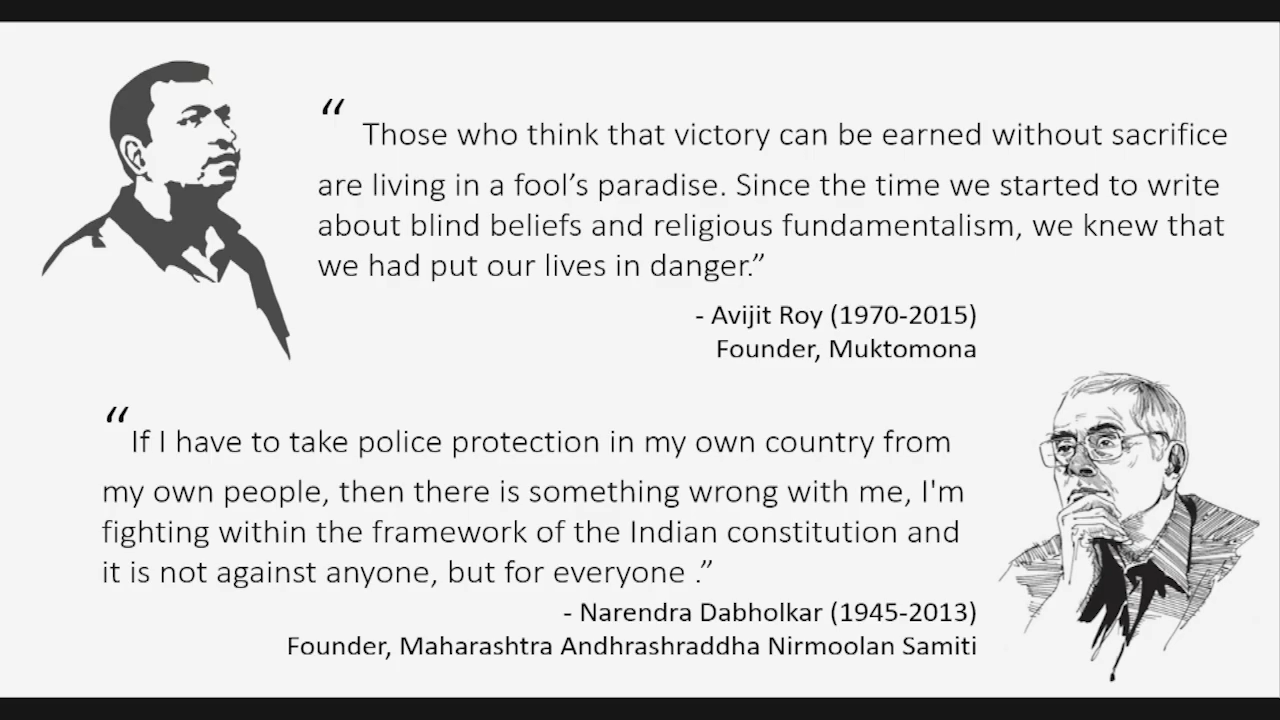 “ Those who think that victory can be earned without sacrifice
are living in a fool’s paradise. Since the time we started to write
about blind beliefs and religious fundamentalism, we knew that
we had put our lives in danger.”
- Avijit Roy (1970-2015)
Founder, Muktomona
“If I have to take police protection in my own country from
my own people, then there is something wrong with me, I'm
fighting within the framework of the Indian constitution and
it is not against anyone, but for everyone .”
- Narendra Dabholkar (1945-2013)
Founder, Maharashtra Andhrashraddha Nirmoolan Samiti